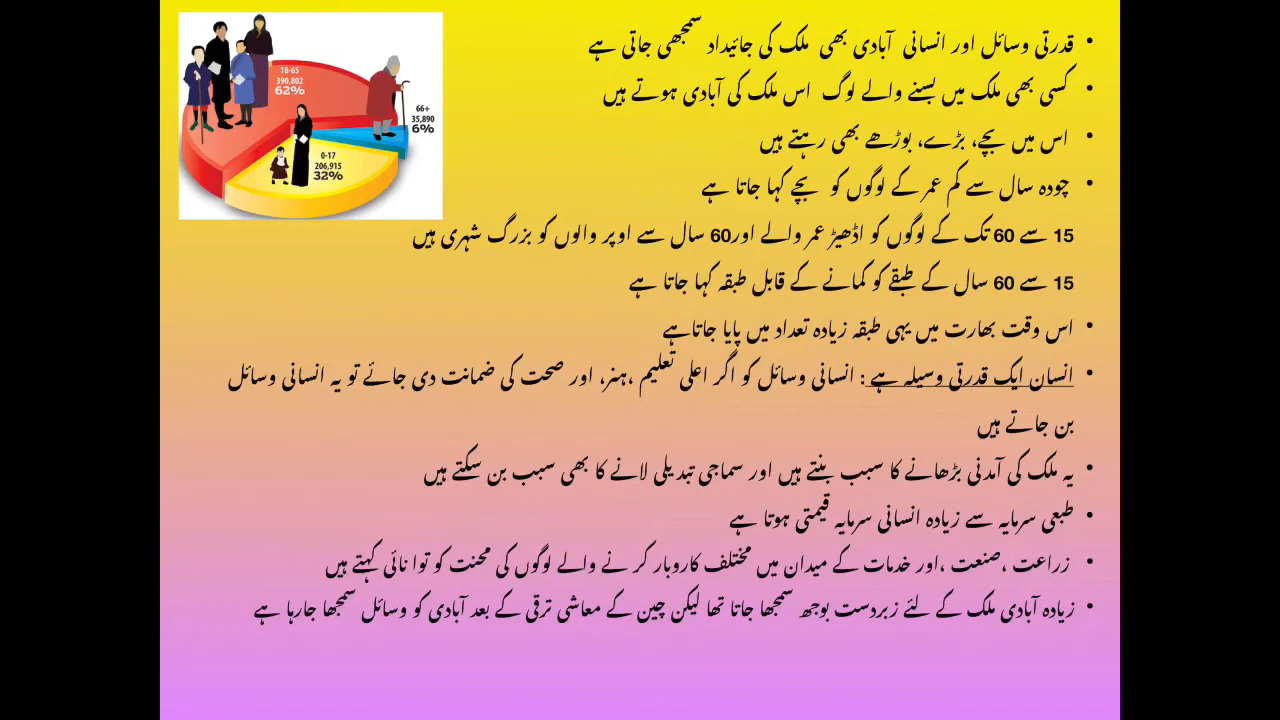 18-65
390,802
62%
66+
35,890
6%
0-17
206,915
32%
• قدرتی وسائل اور انسانی آبادی بھی ملک کی جائیداد سمجھی جاتی ہے
• کسی بھی ملک میں بسنے والے لوگ اس ملک کی آبادی ہوتے ہیں
• اس میں بچے، بڑے، بوڑھے بھی رہتے ہیں
• چودہ سال سے کم عمر کے لوگوں کو بچے کہا جاتا ہے
15 سے 60 تک کے لوگوں کو اڈھیڑ عمر والے اور60 سال سے اوپر والوں کو بزرگ شہری ہیں
15 سے 60 سال کے طبقے کو کمانے کے قابل طبقہ کہا جاتا ہے
• اس وقت بھارت میں یہی طبقہ زیادہ تعداد میں پایا جاتاہے
• انسان ایک قدرتی وسیلہ ہے : انسانی وسائل کو اگر اعلی تعلیم ،ہنر، اور صحت کی ضمانت دی جائے تو یہ انسانی وسائل
بن جاتے ہیں
• یہ ملک کی آمدنی بڑھانے کا سبب بنتے ہیں اور سماجی تبدیلی لانے کا بھی سبب بن سکتے ہیں
• طبعی سرمایہ سے زیادہ انسانی سرمایہ قیمتی ہوتا ہے
• زراعت ،صنعت ،اور خدمات کے میدان میں مختلف کاروبار کر نے والے لوگوں کی محنت کو توا نائی کہتے ہیں
• زیادہ آبادی ملک کے لئے زبردست بوجھ سمجھا جاتا تھا لیکن چین کے معاشی ترقی کے بعد آبادی کو وسائل سمجھا جارہا ہے